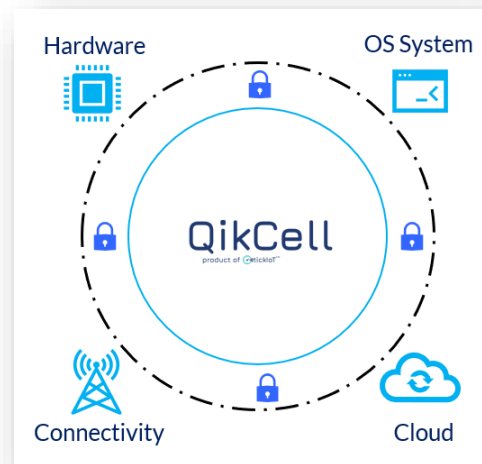 Hardware
OS System
QikCell
product of
Connectivity
Cloud